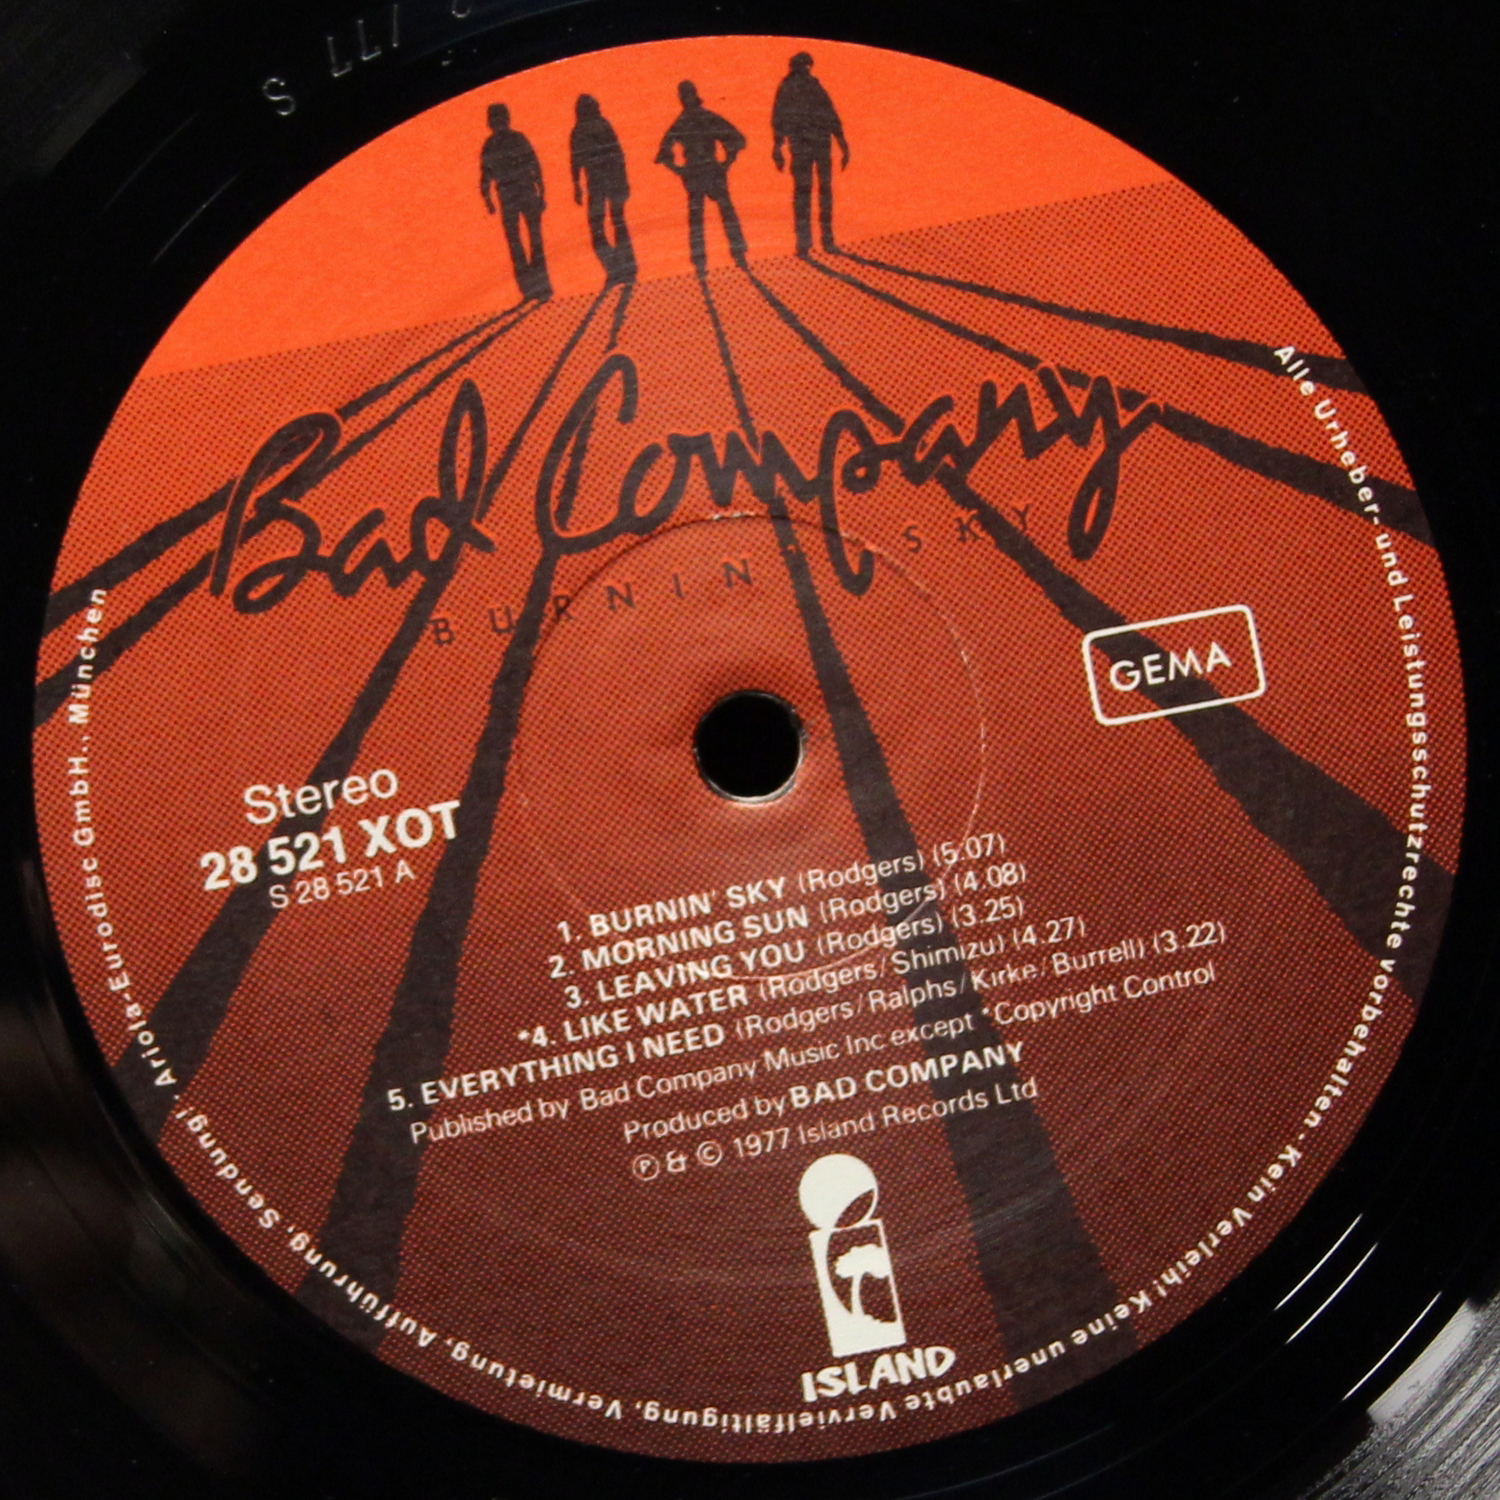 Bad Company
BURNIN' SKY
GEMA
Stereo
28 521 XOT
S 28 521 A
1. BURNIN' SKY (Rodgers) (5.07)
2. MORNING SUN (Rodgers) (4.08)
3. LEAVING YOU (Rodgers) (3.25)
*4. LIKE WATER (Rodgers/Shimizu) (4.27)
5. EVERYTHING I NEED (Rodgers/Ralphs/Kirke/Burrell) (3.22)
Published by Bad Company Music Inc except *Copyright Control
Produced by BAD COMPANY
℗ & © 1977 Island Records Ltd
ISLAND
Alle Urheber- und Leistungsschutzrechte vorbehalten - Kein Verleih! Keine unerlaubte Vervielfältigung, Vermietung, Aufführung, Sendung! Ariola-Eurodisc GmbH., München